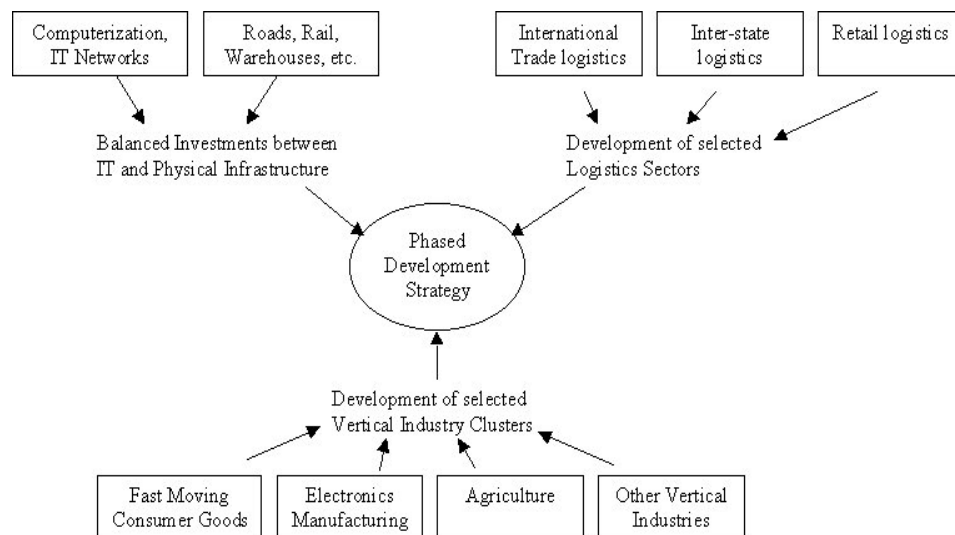 Computerization,
IT Networks
Roads, Rail,
Warehouses, etc.
International
Trade logistics
Inter-state
logistics
Retail logistics
Balanced Investments between
IT and Physical Infrastructure
Development of selected
Logistics Sectors
Phased
Development
Strategy
Development of selected
Vertical Industry Clusters
Fast Moving
Consumer Goods
Electronics
Manufacturing
Agriculture
Other Vertical
Industries